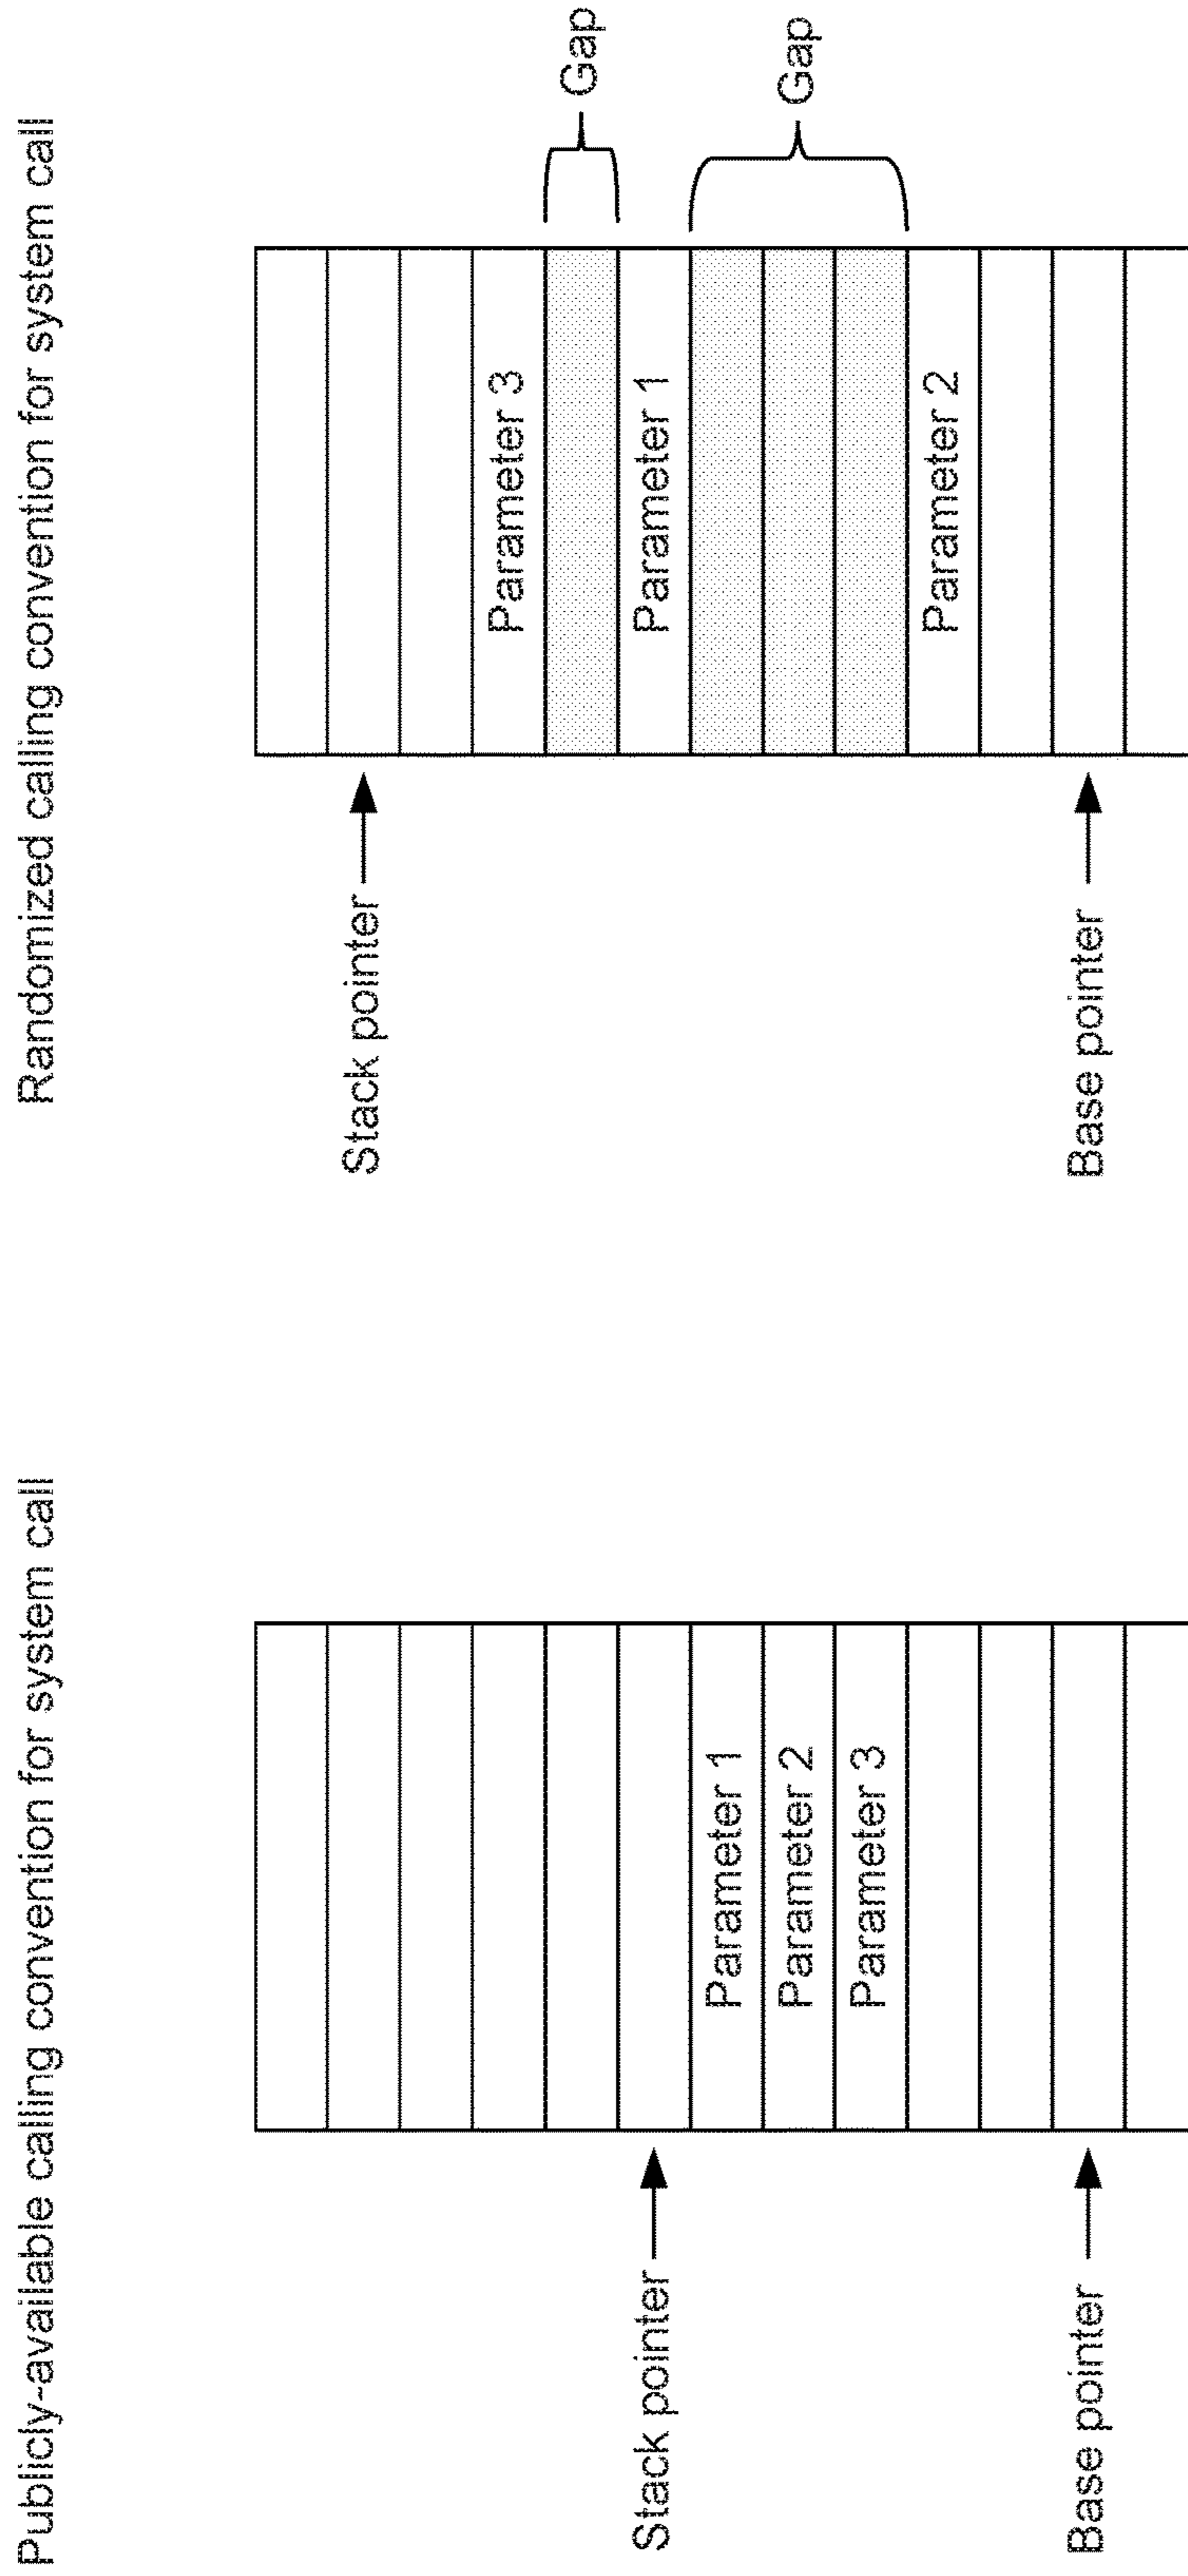 Publicly-available calling convention for system call
Stack pointer
Parameter 1
Parameter 2
Parameter 3
Base pointer
Randomized calling convention for system call
Stack pointer
Parameter 3
Gap
Parameter 1
Gap
Parameter 2
Base pointer